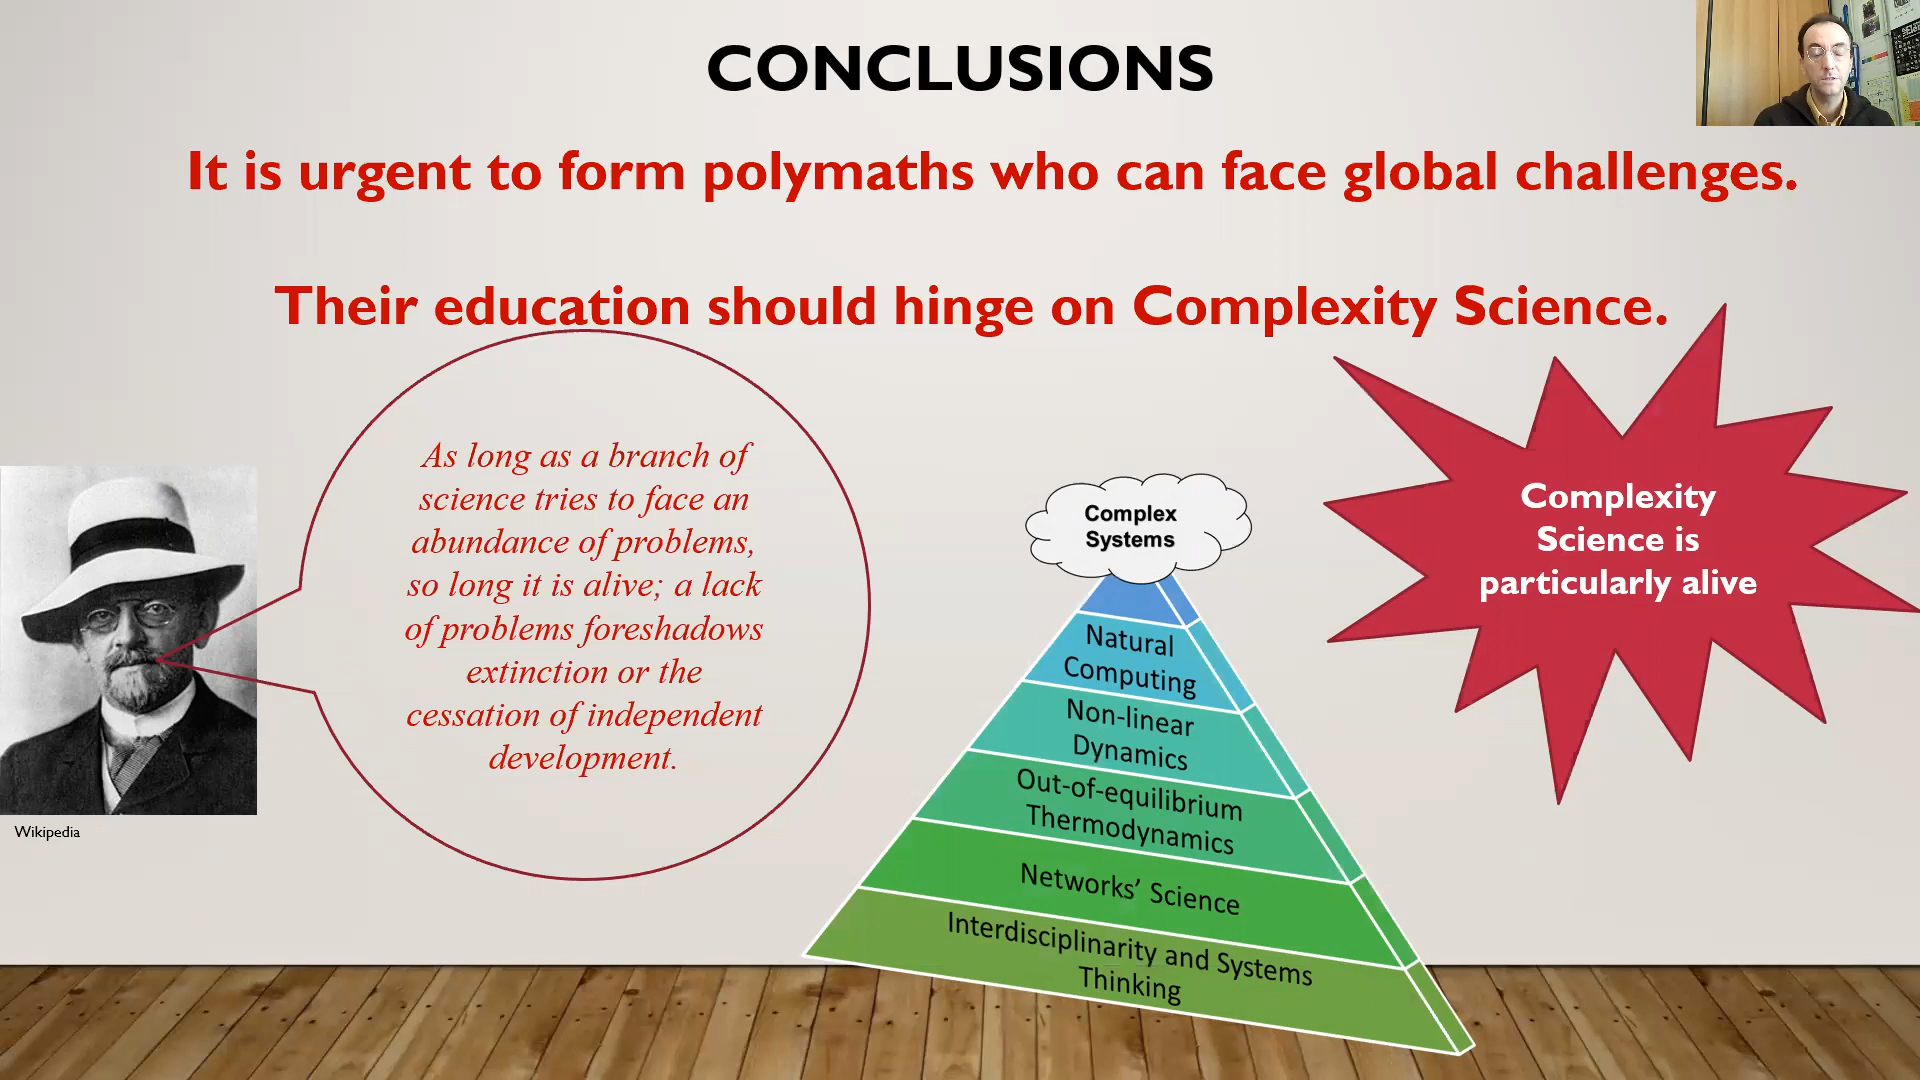 CONCLUSIONS
It is urgent to form polymaths who can face global challenges.
Their education should hinge on Complexity Science.
As long as a branch of
science tries to face an
abundance of problems,
so long it is alive; a lack
of problems foreshadows
extinction or the
cessation of independent
development.
Wikipedia
Complex
Systems
Natural
Computing
Non-linear
Dynamics
Out-of-equilibrium
Thermodynamics
Networks’ Science
Interdisciplinarity and Systems
Thinking
Complexity
Science is
particularly alive